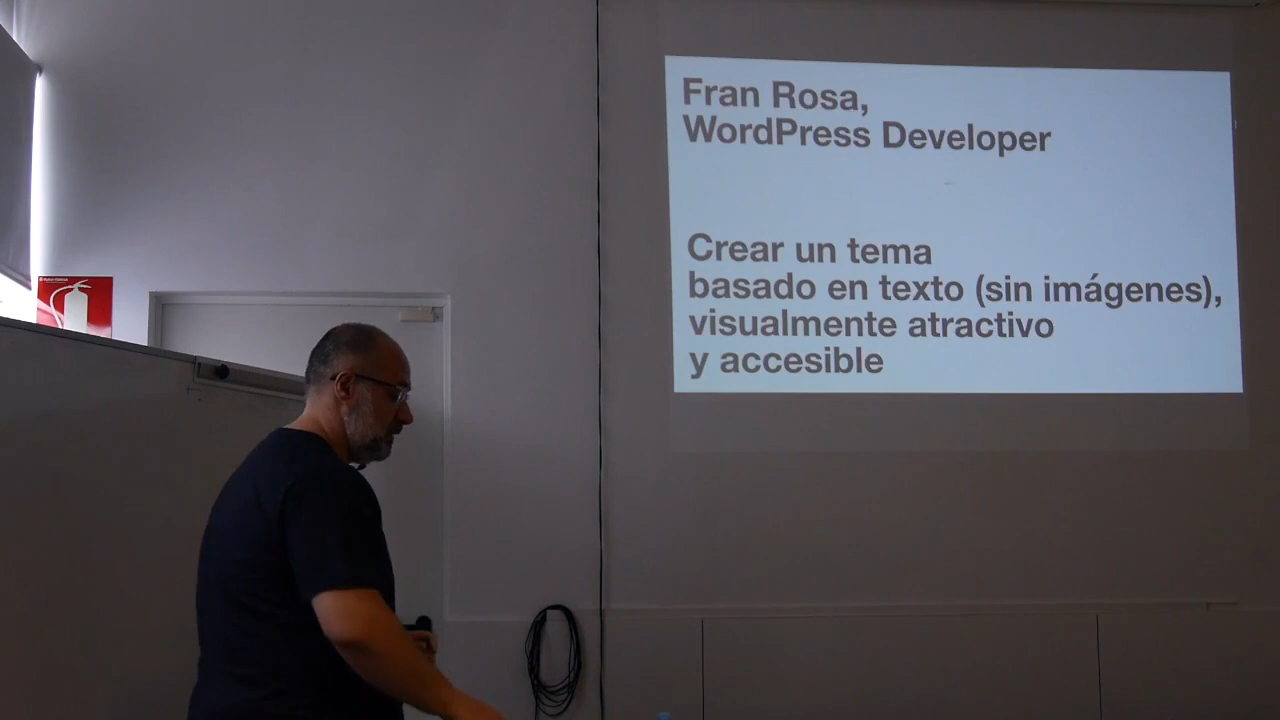 Fran Rosa,
WordPress Developer
Crear un tema
basado en texto (sin imágenes),
visualmente atractivo
y accesible